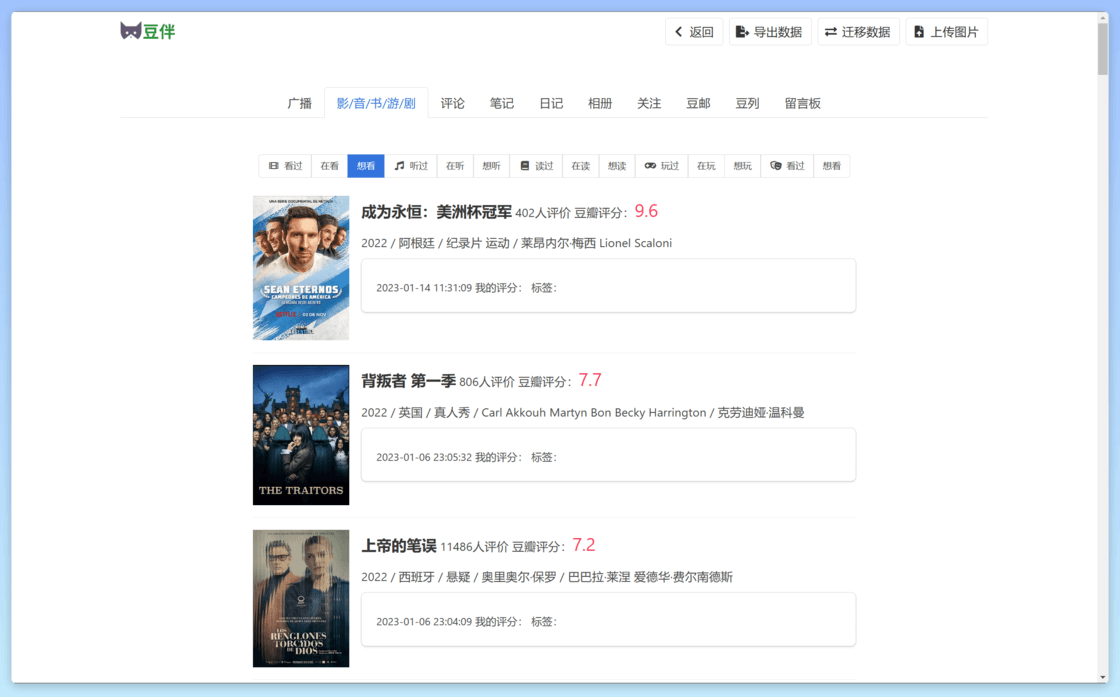 豆伴
返回
导出数据
迁移数据
上传图片
广播 影/音/书/游/剧 评论 笔记 日记 相册 关注 豆邮 豆列 留言板
看过 在看 想看 听过 在听 想听 读过 在读 想读 玩过 在玩 想玩 看过 想看
UNA SERIE DOCUMENTAL DE NETFLIX
SEAN ETERNOS
CAMPEONES DE AMÉRICA
成为永恒：美洲杯冠军 402人评价 豆瓣评分： 9.6
2022 / 阿根廷 / 纪录片 运动 / 莱昂内尔·梅西 Lionel Scaloni
2023-01-14 11:31:09 我的评分： 标签：
THE TRAITORS
背叛者 第一季 806人评价 豆瓣评分： 7.7
2022 / 英国 / 真人秀 / Carl Akkouh Martyn Bon Becky Harrington / 克劳迪娅·温科曼
2023-01-06 23:05:32 我的评分： 标签：
LOS
RENGLONES
TORCIDOS
DE DIOS
上帝的笔误 11486人评价 豆瓣评分： 7.2
2022 / 西班牙 / 悬疑 / 奥里奥尔·保罗 / 巴巴拉·莱涅 爱德华·费尔南德斯
2023-01-06 23:04:09 我的评分： 标签：